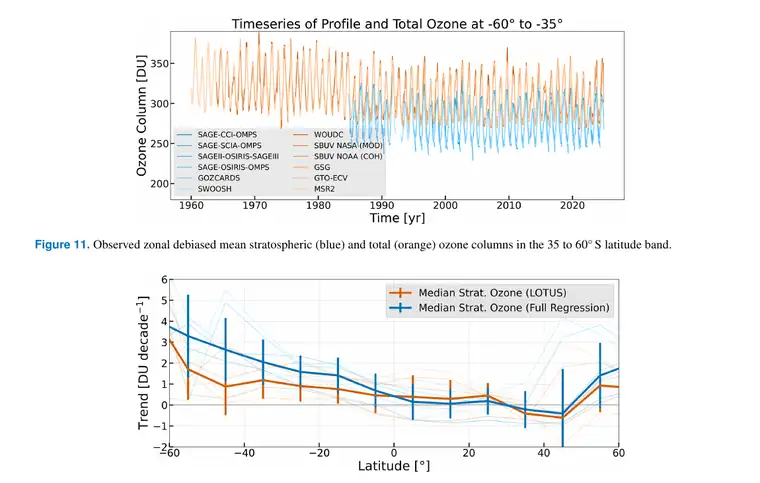 Timeseries of Profile and Total Ozone at -60° to -35°
Ozone Column [DU]
350
300
250
200
SAGE-CCI-OMPS
SAGE-SCIA-OMPS
SAGEII-OSIRIS-SAGEIII
SAGE-OSIRIS-OMPS
GOZCARDS
SWOOSH
WOUDC
SBUV NASA (MOD)
SBUV NOAA (COH)
GSG
GTO-ECV
MSR2
1960 1970 1980 1990 2000 2010 2020
Time [yr]
Figure 11. Observed zonal debiased mean stratospheric (blue) and total (orange) ozone columns in the 35 to 60° S latitude band.
Trend [DU decade⁻¹]
6
5
4
3
2
1
0
−1
−2
Median Strat. Ozone (LOTUS)
Median Strat. Ozone (Full Regression)
−60 −40 −20 0 20 40 60
Latitude [°]